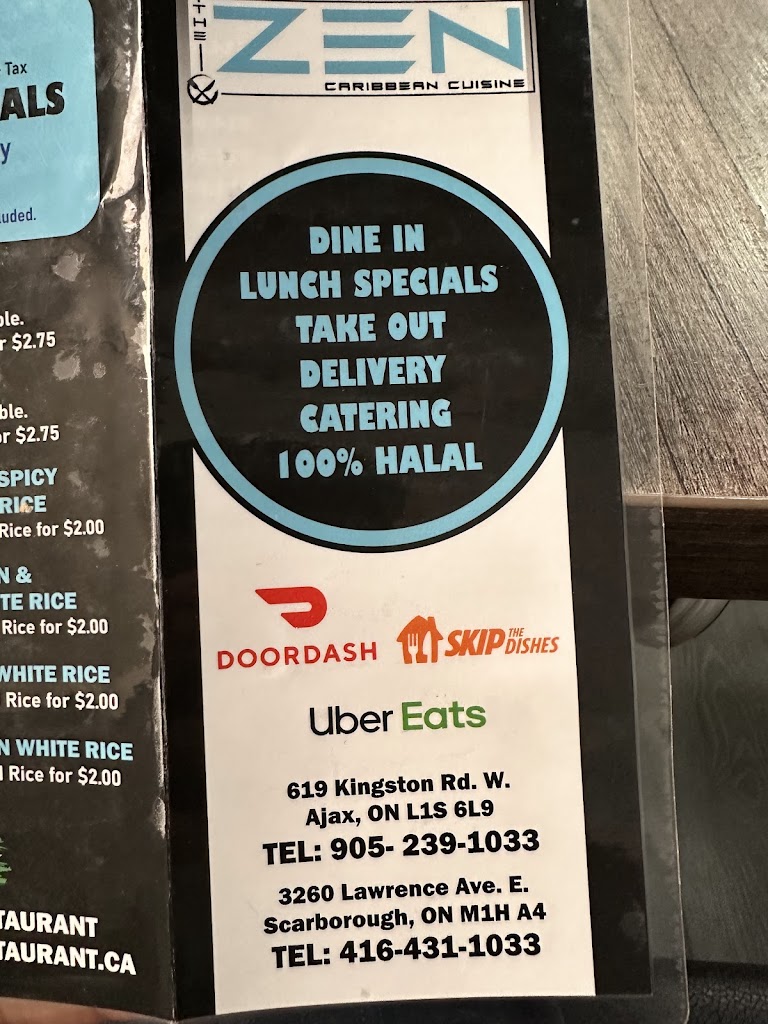 Tax
ALS
y
uded.
ble.
r $2.75
ble.
or $2.75
SPICY
RICE
Rice for $2.00
N &
TE RICE
Rice for $2.00
WHITE RICE
Rice for $2.00
N WHITE RICE
Rice for $2.00
TAURANT
TAURANT.CA
THE
ZEN
CARIBBEAN CUISINE
DINE IN
LUNCH SPECIALS
TAKE OUT
DELIVERY
CATERING
100% HALAL
DOORDASH
SKIP THE DISHES
Uber Eats
619 Kingston Rd. W.
Ajax, ON L1S 6L9
TEL: 905- 239-1033
3260 Lawrence Ave. E.
Scarborough, ON M1H A4
TEL: 416-431-1033